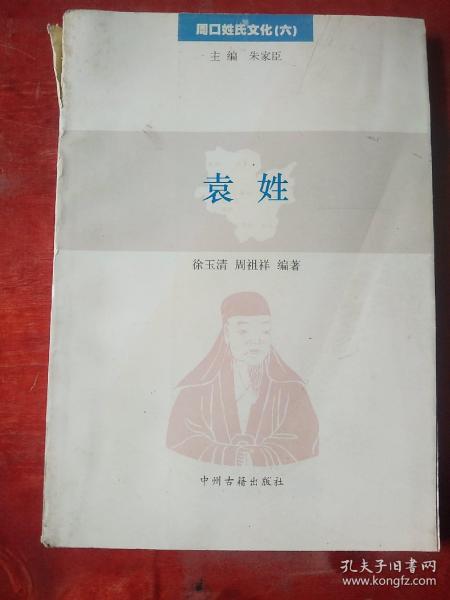 周口姓氏文化(六)
主编 朱家臣
袁姓
徐玉清 周祖祥 编著
中州古籍出版社
孔夫子旧书网
www.kongfz.com